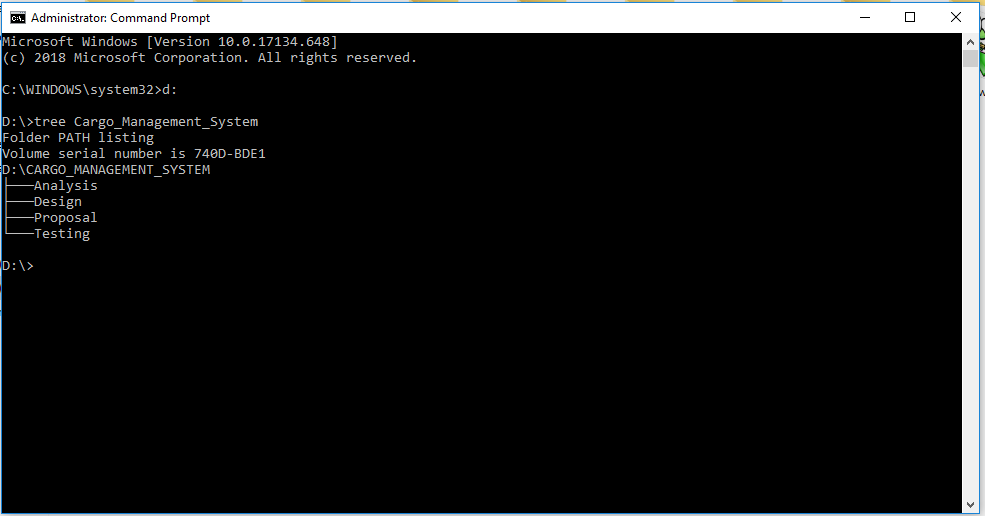 Administrator: Command Prompt
Microsoft Windows [Version 10.0.17134.648]
(c) 2018 Microsoft Corporation. All rights reserved.
C:\WINDOWS\system32>d:
D:\>tree Cargo_Management_System
Folder PATH listing
Volume serial number is 740D-BDE1
D:\CARGO_MANAGEMENT_SYSTEM
├───Analysis
├───Design
├───Proposal
└───Testing
D:\>